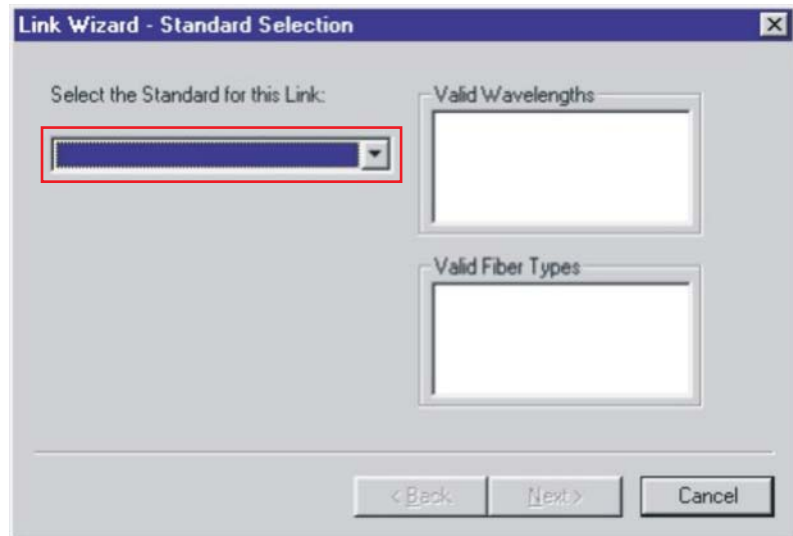 Link Wizard - Standard Selection
Select the Standard for this Link:
Valid Wavelengths
Valid Fiber Types
< Back
Next >
Cancel